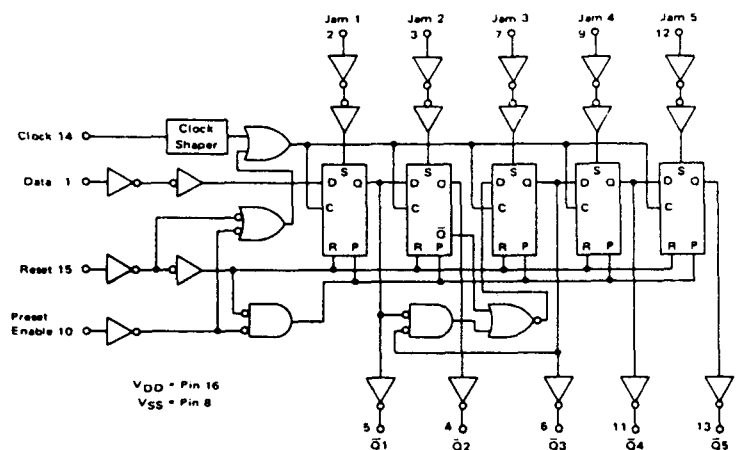 Jam 1 Jam 2 Jam 3 Jam 4 Jam 5
2 3 7 9 12
Clock 14
Clock
Shaper
Data 1
S S S S S
D Q D Q D Q D Q D Q
C C C C C
Q̅
R P R P R P R P R P
Reset 15
Preset
Enable 10
VDD = Pin 16
VSS = Pin 8
5 4 6 11 13
Q̅1 Q̅2 Q̅3 Q̅4 Q̅5